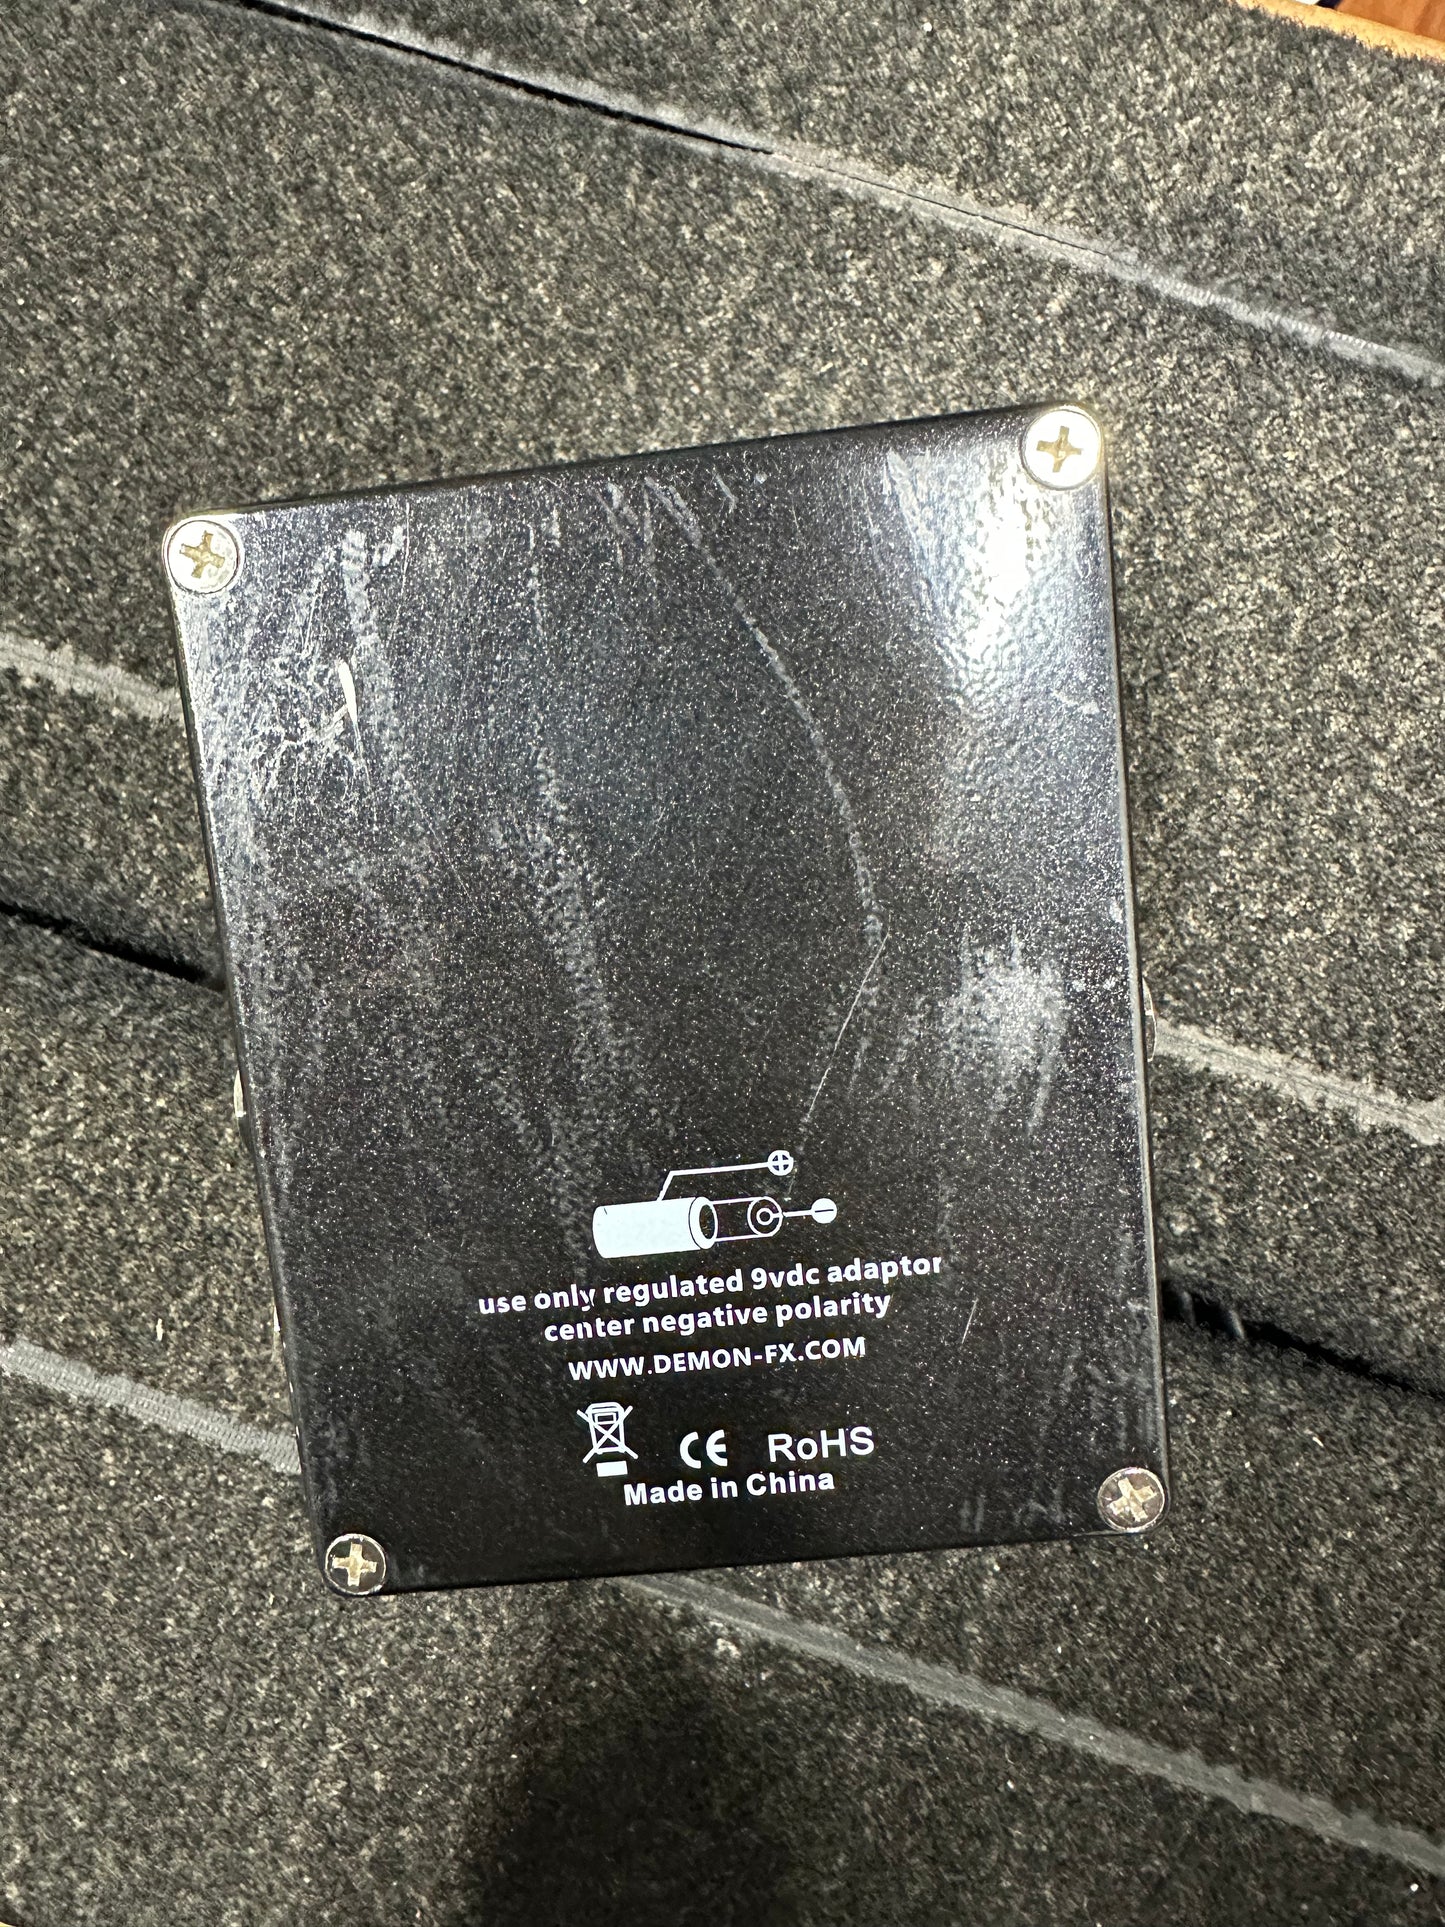 use only regulated 9vdc adaptor
center negative polarity
WWW.DEMON-FX.COM
CE RoHS
Made in China